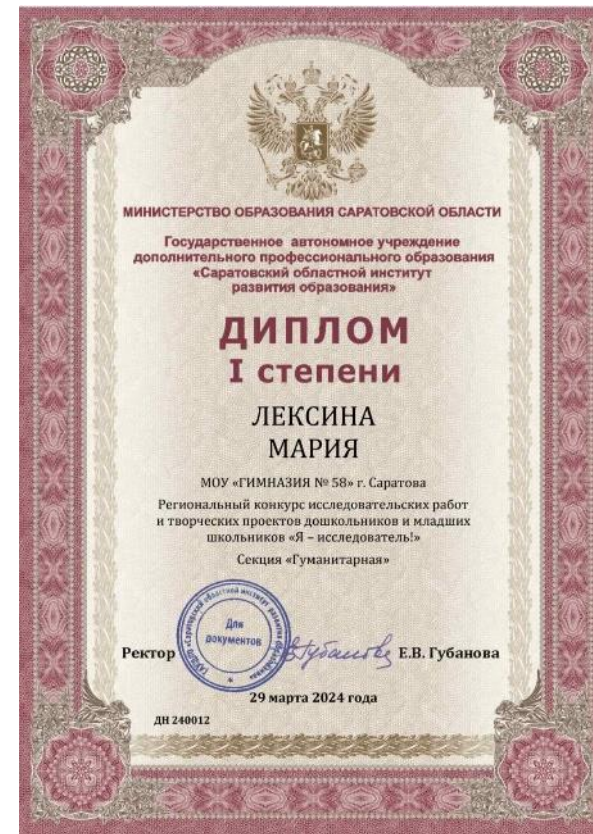 МИНИСТЕРСТВО ОБРАЗОВАНИЯ САРАТОВСКОЙ ОБЛАСТИ
Государственное автономное учреждение
дополнительного профессионального образования
«Саратовский областной институт
развития образования»
ДИПЛОМ
I степени
ЛЕКСИНА
МАРИЯ
МОУ «ГИМНАЗИЯ № 58» г. Саратова
Региональный конкурс исследовательских работ
и творческих проектов дошкольников и младших
школьников «Я – исследователь!»
Секция «Гуманитарная»
Для
документов
Ректор
Е.В. Губанова
29 марта 2024 года
ДН 240012